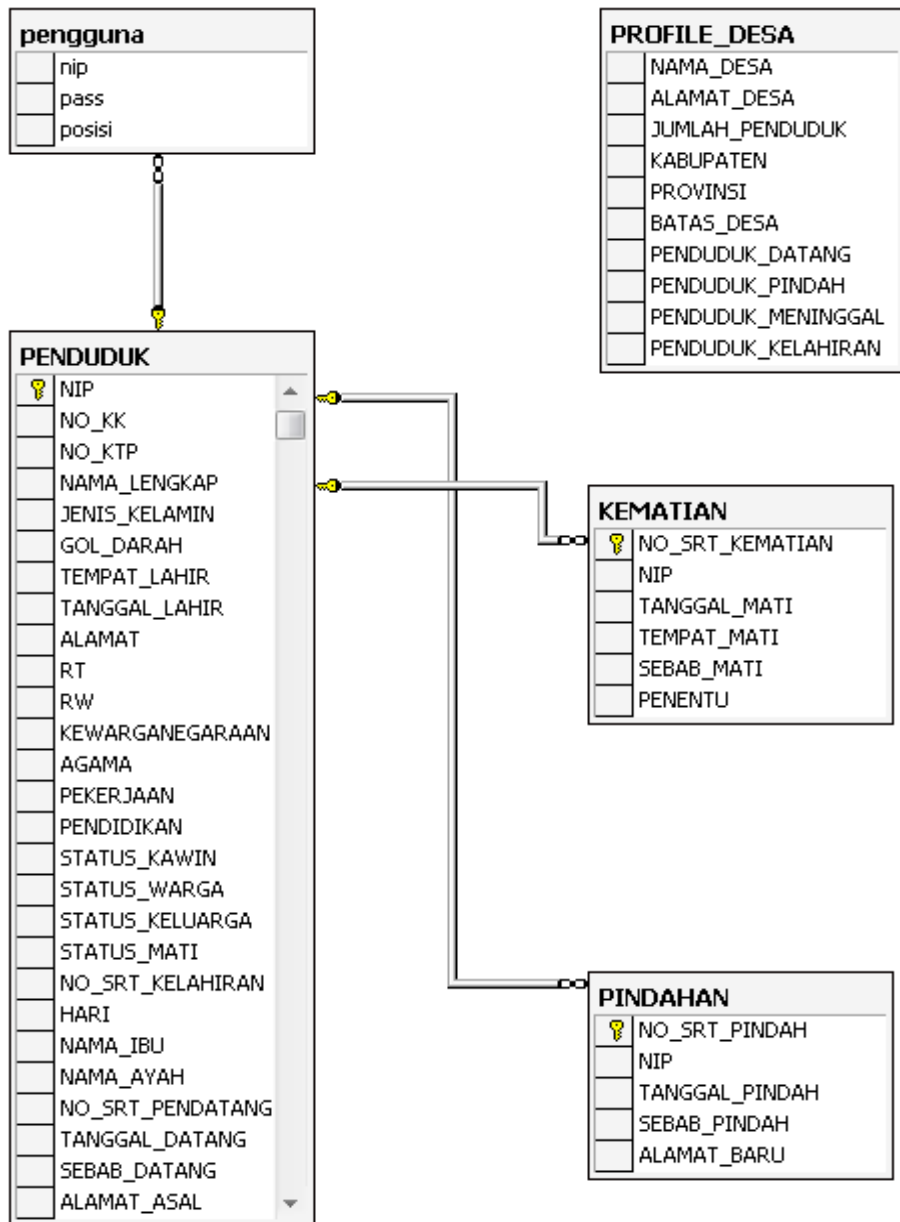 pengguna
nip
pass
posisi
PROFILE_DESA
NAMA_DESA
ALAMAT_DESA
JUMLAH_PENDUDUK
KABUPATEN
PROVINSI
BATAS_DESA
PENDUDUK_DATANG
PENDUDUK_PINDAH
PENDUDUK_MENINGGAL
PENDUDUK_KELAHIRAN
PENDUDUK
NIP
NO_KK
NO_KTP
NAMA_LENGKAP
JENIS_KELAMIN
GOL_DARAH
TEMPAT_LAHIR
TANGGAL_LAHIR
ALAMAT
RT
RW
KEWARGANEGARAAN
AGAMA
PEKERJAAN
PENDIDIKAN
STATUS_KAWIN
STATUS_WARGA
STATUS_KELUARGA
STATUS_MATI
NO_SRT_KELAHIRAN
HARI
NAMA_IBU
NAMA_AYAH
NO_SRT_PENDATANG
TANGGAL_DATANG
SEBAB_DATANG
ALAMAT_ASAL
KEMATIAN
NO_SRT_KEMATIAN
NIP
TANGGAL_MATI
TEMPAT_MATI
SEBAB_MATI
PENENTU
PINDAHAN
NO_SRT_PINDAH
NIP
TANGGAL_PINDAH
SEBAB_PINDAH
ALAMAT_BARU